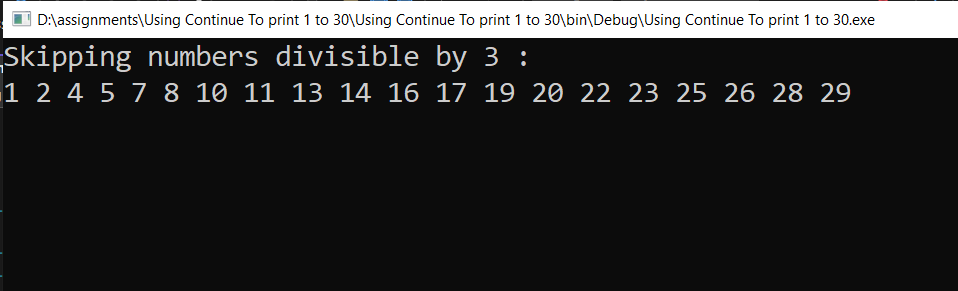 D:\assignments\Using Continue To print 1 to 30\Using Continue To print 1 to 30\bin\Debug\Using Continue To print 1 to 30.exe
Skipping numbers divisible by 3 :
1 2 4 5 7 8 10 11 13 14 16 17 19 20 22 23 25 26 28 29